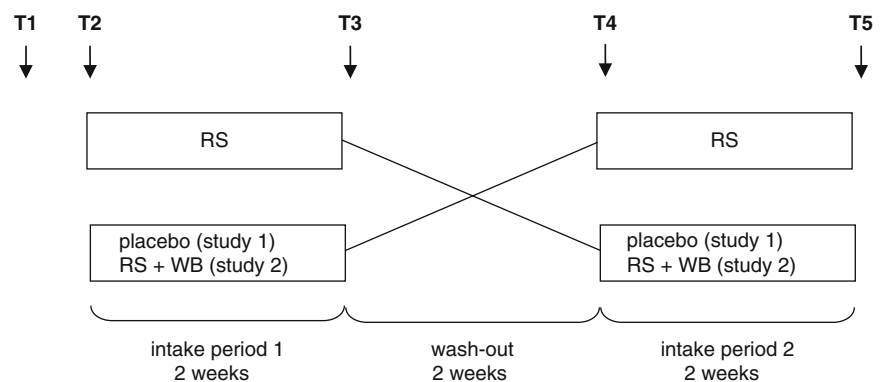 T1 T2 T3 T4 T5
RS RS
placebo (study 1) placebo (study 1)
RS + WB (study 2) RS + WB (study 2)
intake period 1 wash-out intake period 2
2 weeks 2 weeks 2 weeks